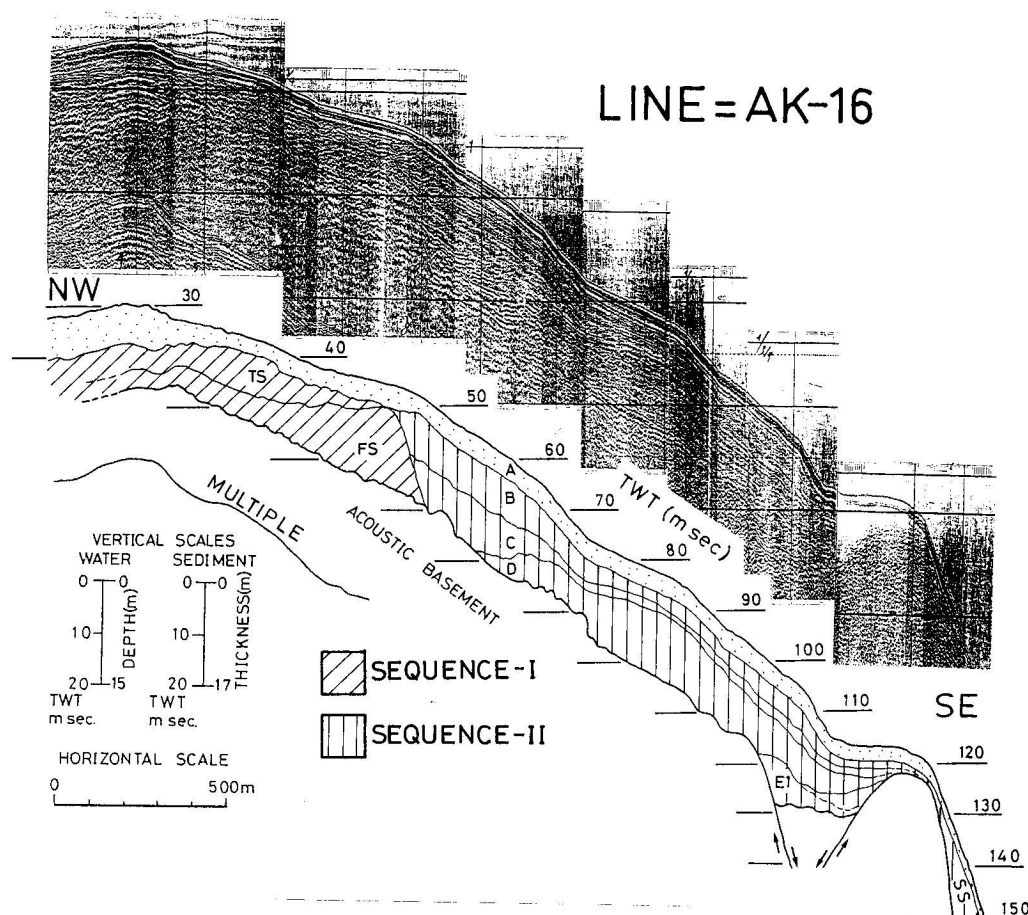 LINE=AK-16
NW
30
40
TS
50
FS
60
A
B
70
TWT (m sec)
C
80
D
MULTIPLE
ACOUSTIC BASEMENT
90
100
110
SE
120
E1
130
140
SS
150
VERTICAL SCALES
WATER SEDIMENT
0 0 0 0
10 DEPTH(m) 10 THICKNESS(m)
20 15 20 17
TWT TWT
m sec. m sec.
HORIZONTAL SCALE
0 500m
SEQUENCE-I
SEQUENCE-II